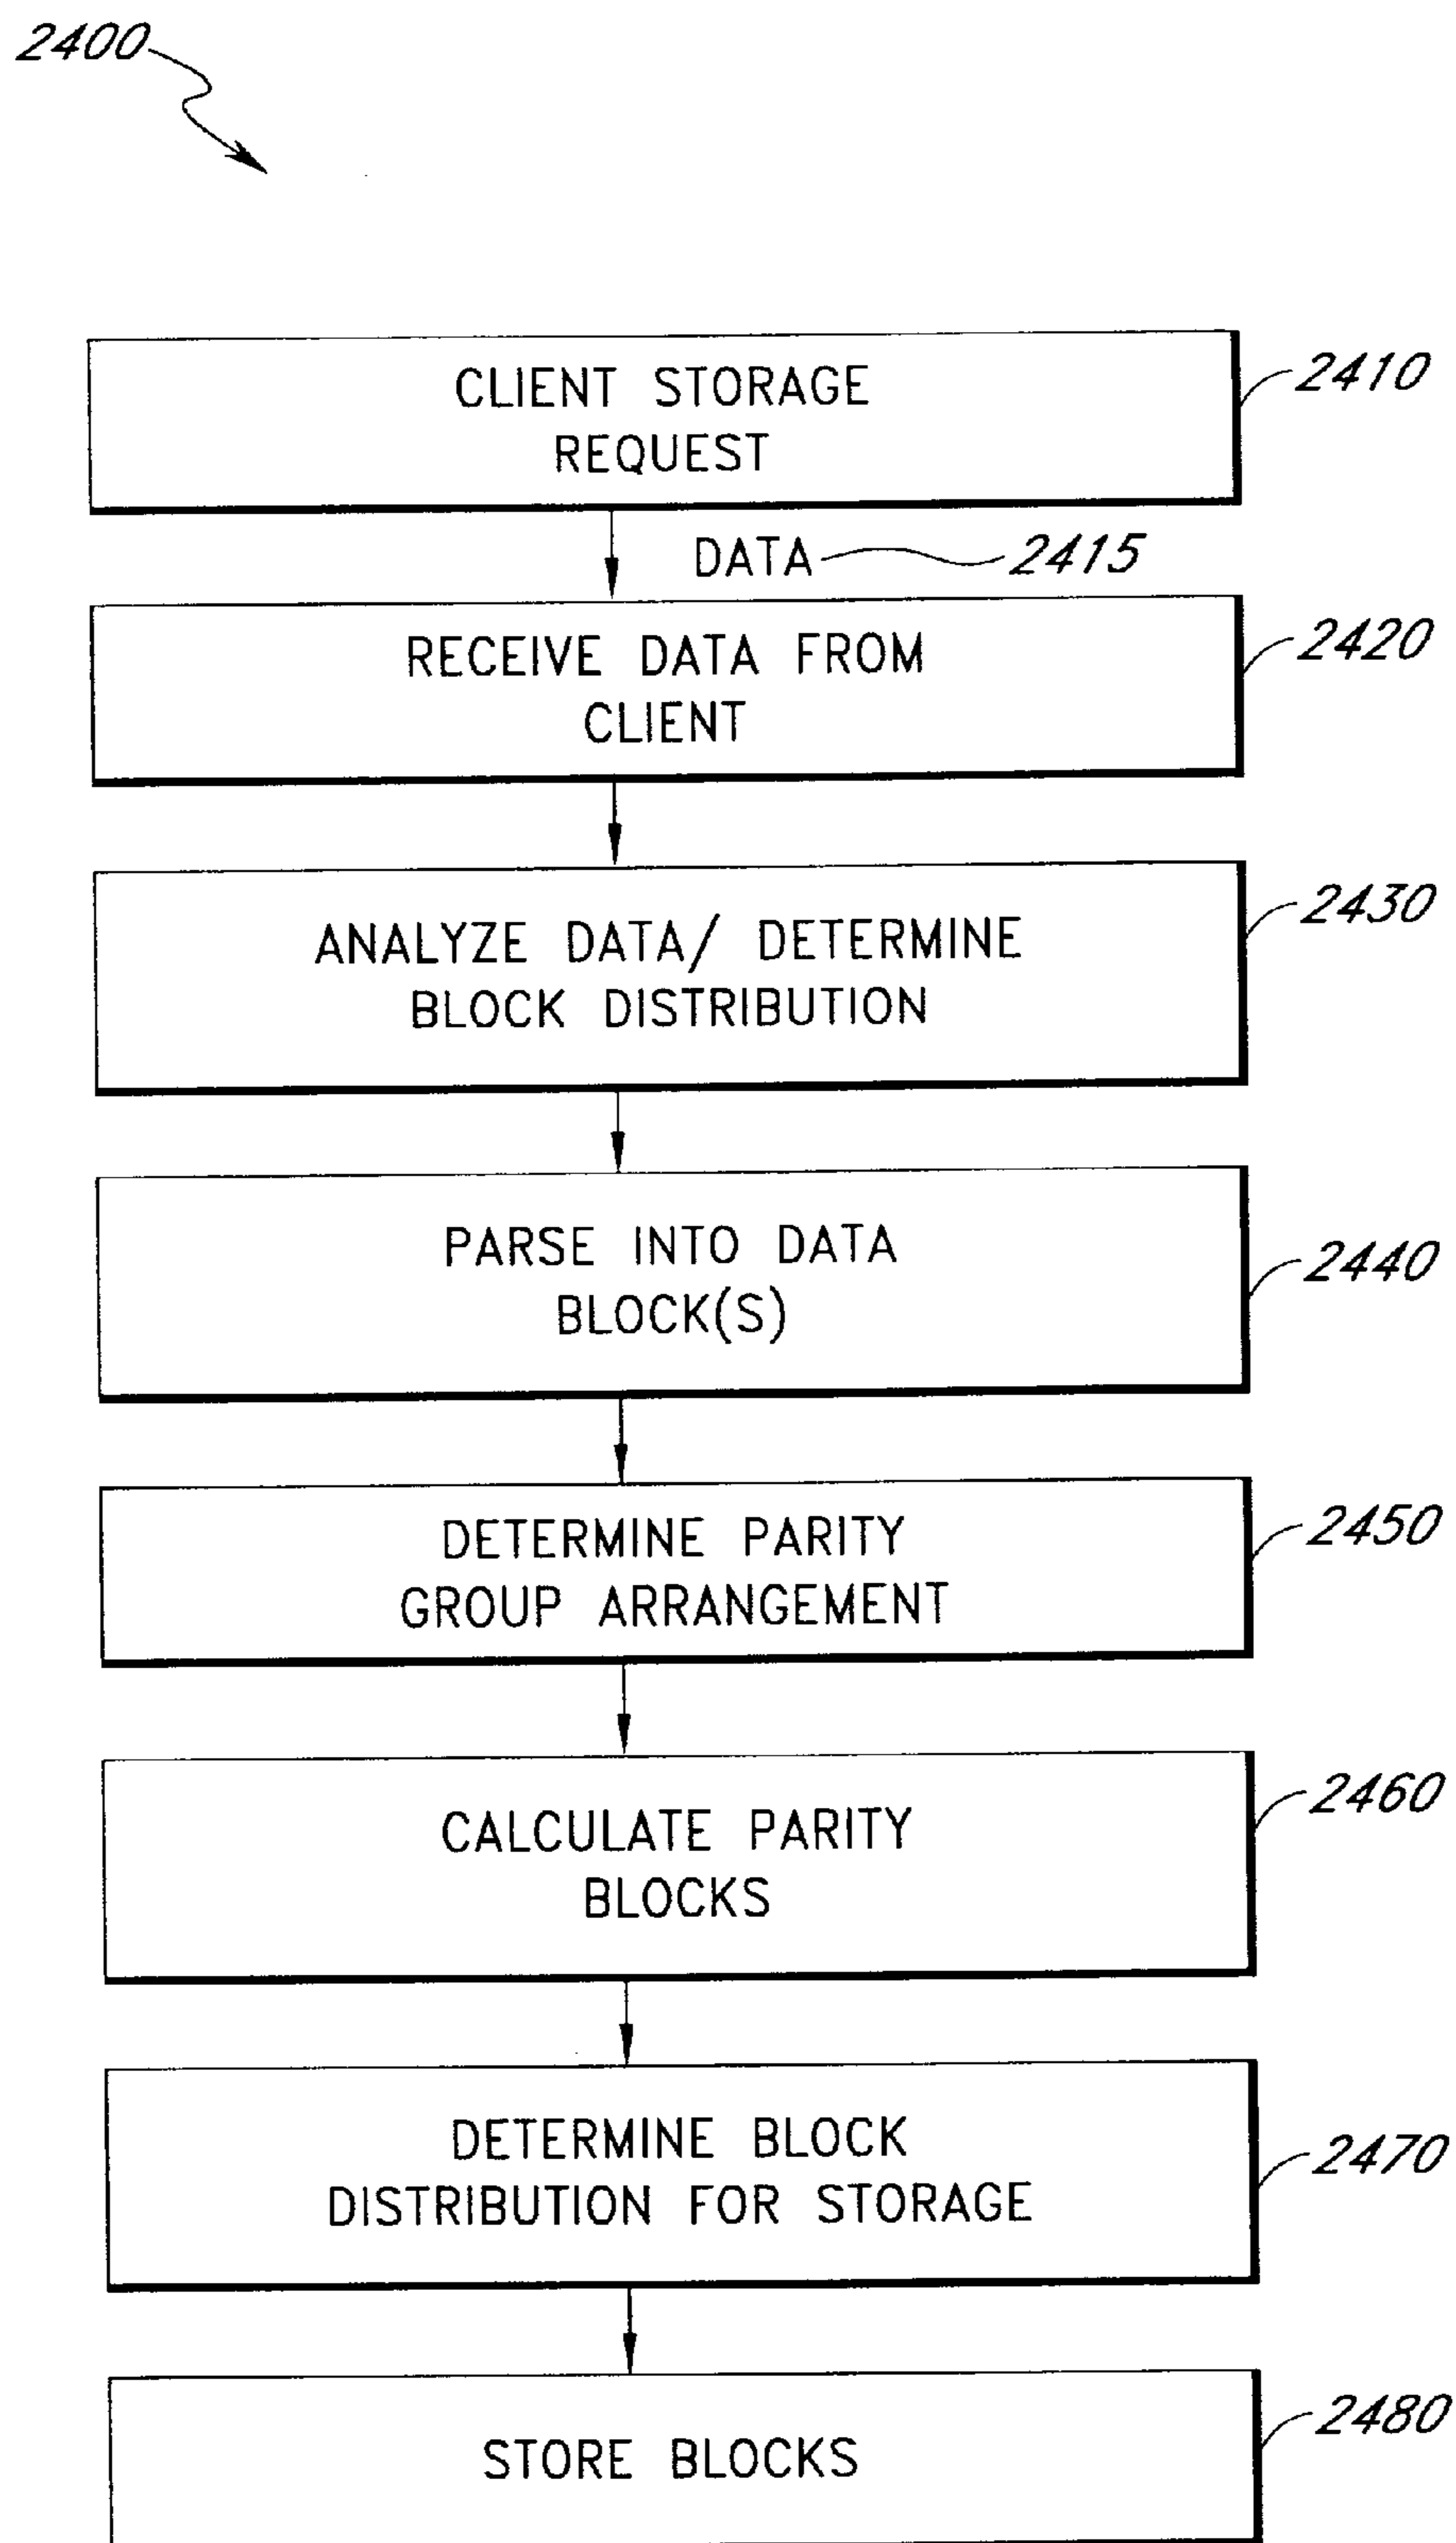 2400
CLIENT STORAGE
REQUEST
2410
DATA 2415
RECEIVE DATA FROM
CLIENT
2420
ANALYZE DATA/ DETERMINE
BLOCK DISTRIBUTION
2430
PARSE INTO DATA
BLOCK(S)
2440
DETERMINE PARITY
GROUP ARRANGEMENT
2450
CALCULATE PARITY
BLOCKS
2460
DETERMINE BLOCK
DISTRIBUTION FOR STORAGE
2470
STORE BLOCKS
2480